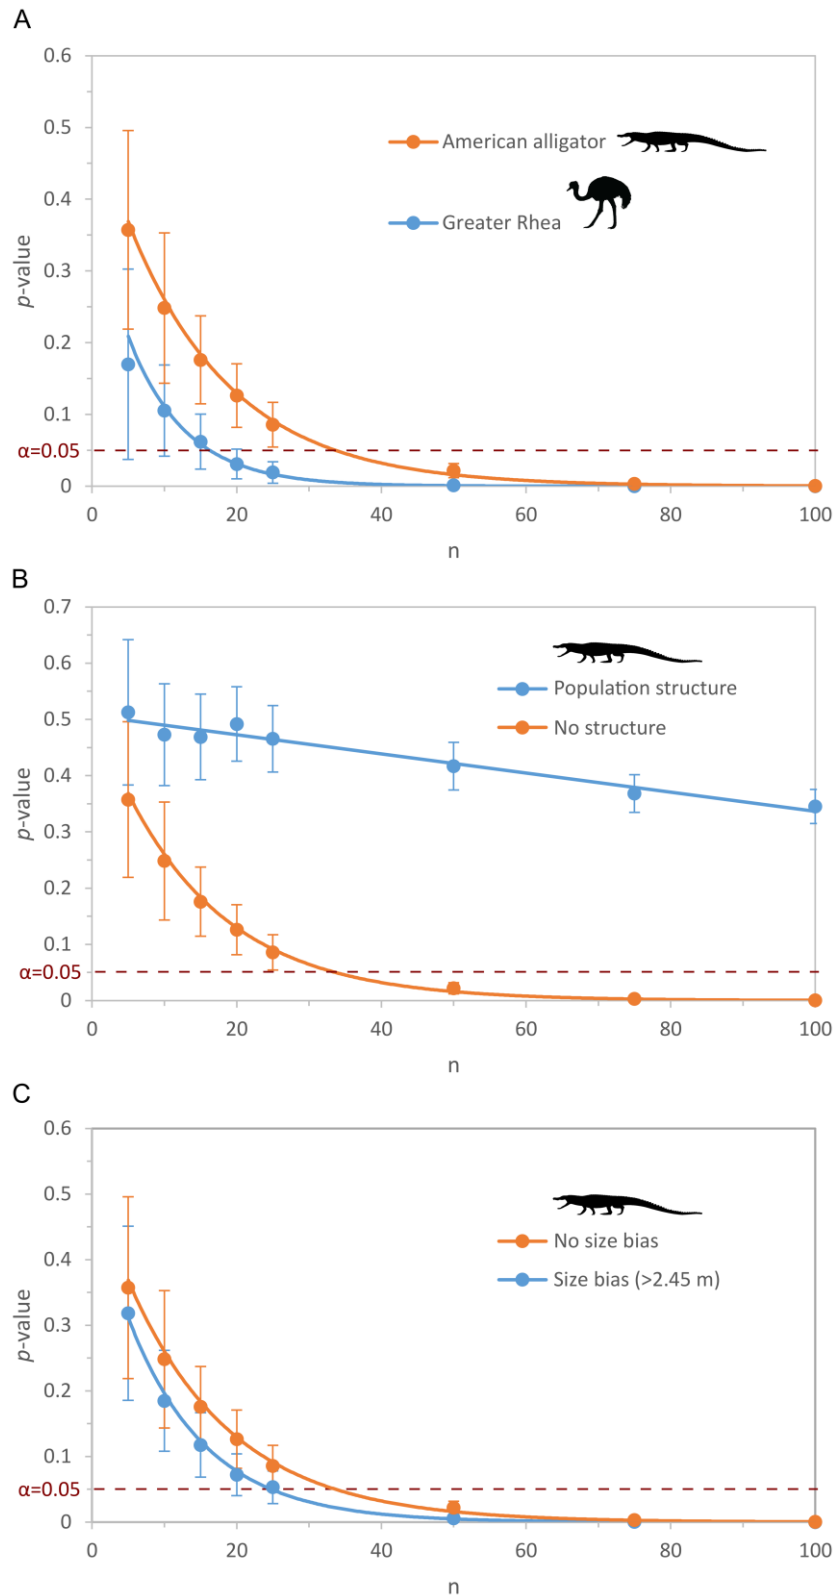 A
0.6
0.5
American alligator
0.4
Greater Rhea
0.3
p-value
0.2
0.1
α=0.05
0
0 20 40 60 80 100
n
B
0.7
0.6
Population structure
0.5
No structure
0.4
p-value
0.3
0.2
0.1
α=0.05
0
0 20 40 60 80 100
n
C
0.6
0.5
No size bias
0.4
Size bias (>2.45 m)
0.3
p-value
0.2
0.1
α=0.05
0
0 20 40 60 80 100
n